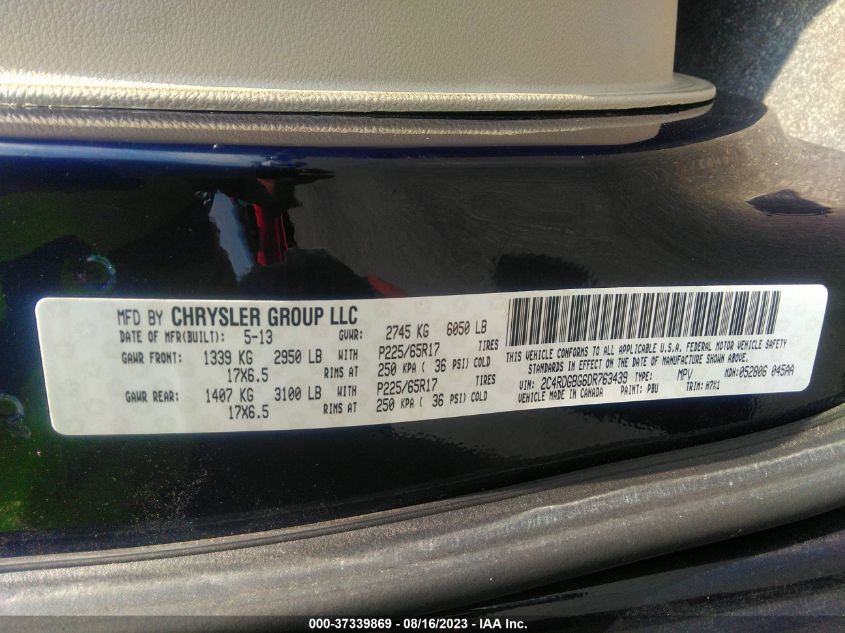 MFD BY CHRYSLER GROUP LLC
DATE OF MFR(BUILT): 5-13 GVWR: 2745 KG 6050 LB
GAWR FRONT: 1339 KG 2950 LB WITH P225/65R17 TIRES
17X6.5 RIMS AT 250 KPA ( 36 PSI) COLD
GAWR REAR: 1407 KG 3100 LB WITH P225/65R17 TIRES
17X6.5 RIMS AT 250 KPA ( 36 PSI) COLD
THIS VEHICLE CONFORMS TO ALL APPLICABLE U.S.A. FEDERAL MOTOR VEHICLE SAFETY
STANDARDS IN EFFECT ON THE DATE OF MANUFACTURE SHOWN ABOVE.
VIN: 2C4RDGBG6DR763439 TYPE: MPV MDH: 052806 045AA
VEHICLE MADE IN CANADA PAINT: PBU TRIM: H7X1
000-37339869 - 08/16/2023 - IAA Inc.